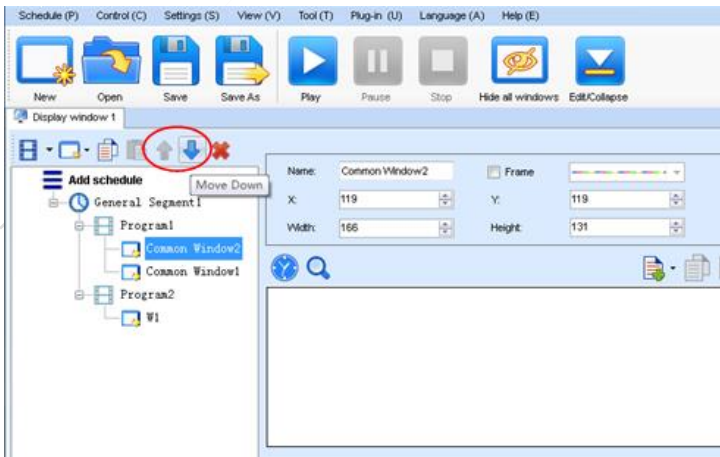 Schedule (P) Control (C) Settings (S) View (V) Tool (T) Plug-in (U) Language (A) Help (E)
New Open Save Save As Play Pause Stop Hide all windows Edit/Collapse
Display window 1
Add schedule
Move Down
General Segment1
Program1
Common Window2
Common Window1
Program2
W1
Name: Common Window2 Frame
X: 119 Y: 119
Width: 166 Height: 131